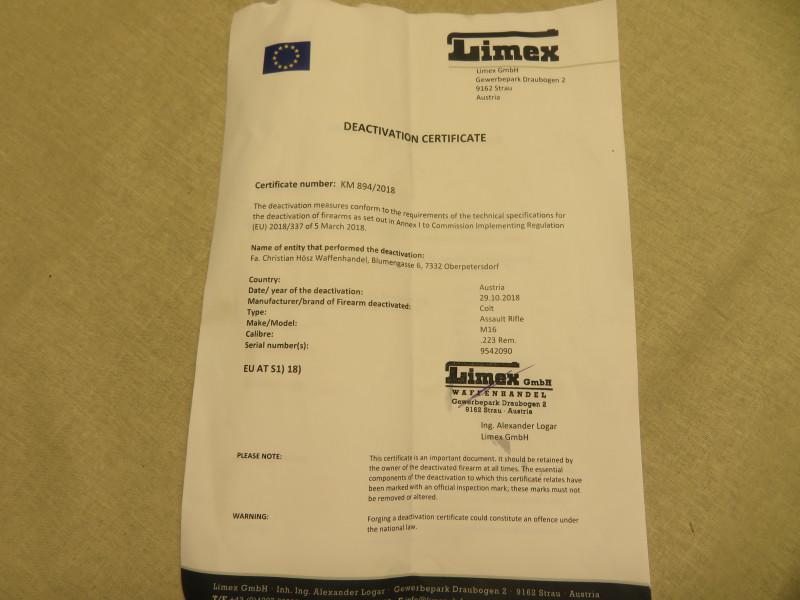 Limex
Limex GmbH
Gewerbepark Draubogen 2
9162 Strau
Austria
DEACTIVATION CERTIFICATE
Certificate number: KM 894/2018
The deactivation measures conform to the requirements of the technical specifications for
the deactivation of firearms as set out in Annex I to Commission Implementing Regulation
(EU) 2018/337 of 5 March 2018.
Name of entity that performed the deactivation:
Fa. Christian Hösz Waffenhandel, Blumengasse 6, 7332 Oberpetersdorf
Country: Austria
Date/ year of the deactivation: 29.10.2018
Manufacturer/brand of Firearm deactivated: Colt
Type: Assault Rifle
Make/Model: M16
Calibre: .223 Rem.
Serial number(s): 9542090
EU AT S1) 18)
Limex GmbH
WAFFENHANDEL
Gewerbepark Draubogen 2
9162 Strau - Austria
Ing. Alexander Logar
Limex GmbH
PLEASE NOTE: This certificate is an important document. It should be retained by
the owner of the deactivated firearm at all times. The essential
components of the deactivation to which this certificate relates have
been marked with an official inspection mark; these marks must not
be removed or altered.
WARNING: Forging a deactivation certificate could constitute an offence under
the national law.
Limex GmbH · Inh. Ing. Alexander Logar · Gewerbepark Draubogen 2 · 9162 Strau · Austria